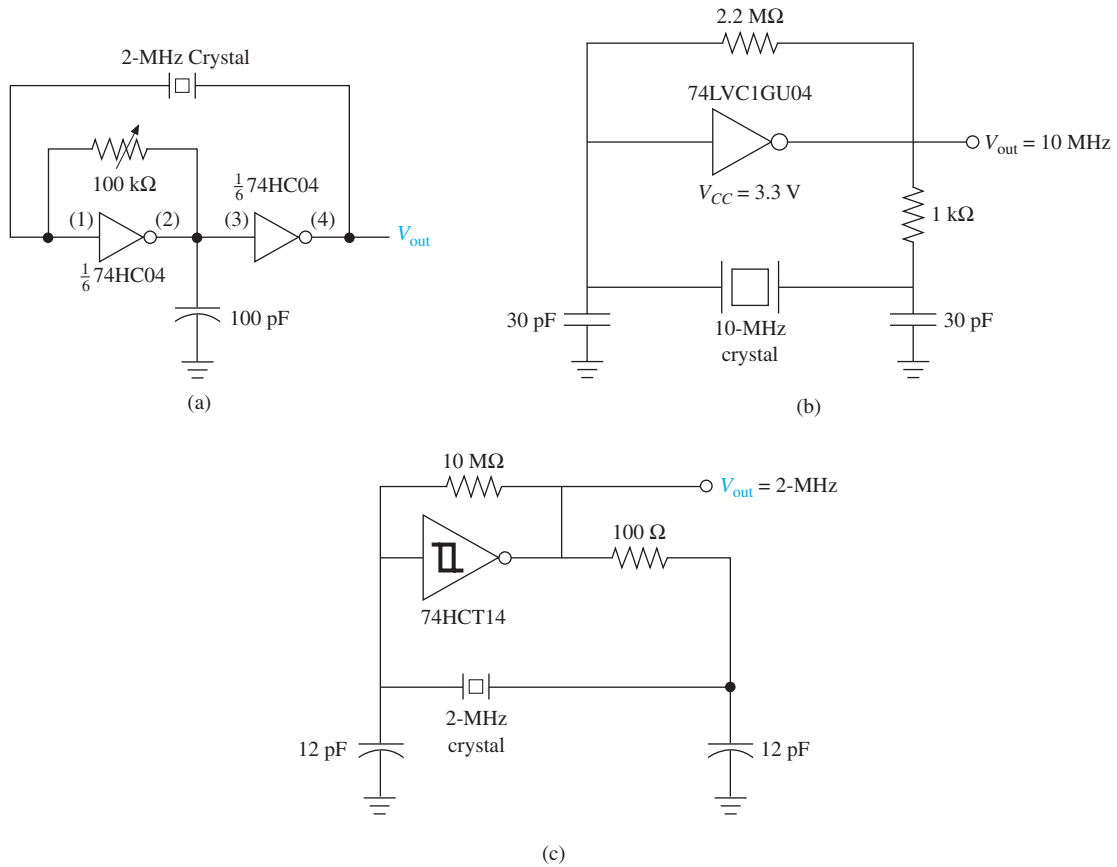 2-MHz Crystal
100 kΩ
1/6 74HC04
(1)
(2)
(3)
(4)
V_out
1/6 74HC04
100 pF
(a)
2.2 MΩ
74LVC1GU04
V_out = 10 MHz
V_CC = 3.3 V
1 kΩ
30 pF
10-MHz
crystal
30 pF
(b)
10 MΩ
V_out = 2-MHz
100 Ω
74HCT14
2-MHz
crystal
12 pF
12 pF
(c)